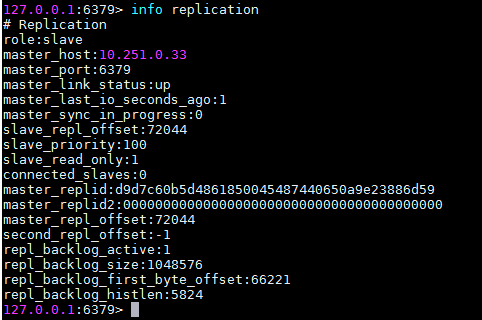 127.0.0.1:6379> info replication
# Replication
role:slave
master_host:10.251.0.33
master_port:6379
master_link_status:up
master_last_io_seconds_ago:1
master_sync_in_progress:0
slave_repl_offset:72044
slave_priority:100
slave_read_only:1
connected_slaves:0
master_replid:d9d7c60b5d4861850045487440650a9e23886d59
master_replid2:0000000000000000000000000000000000000000
master_repl_offset:72044
second_repl_offset:-1
repl_backlog_active:1
repl_backlog_size:1048576
repl_backlog_first_byte_offset:66221
repl_backlog_histlen:5824
127.0.0.1:6379>